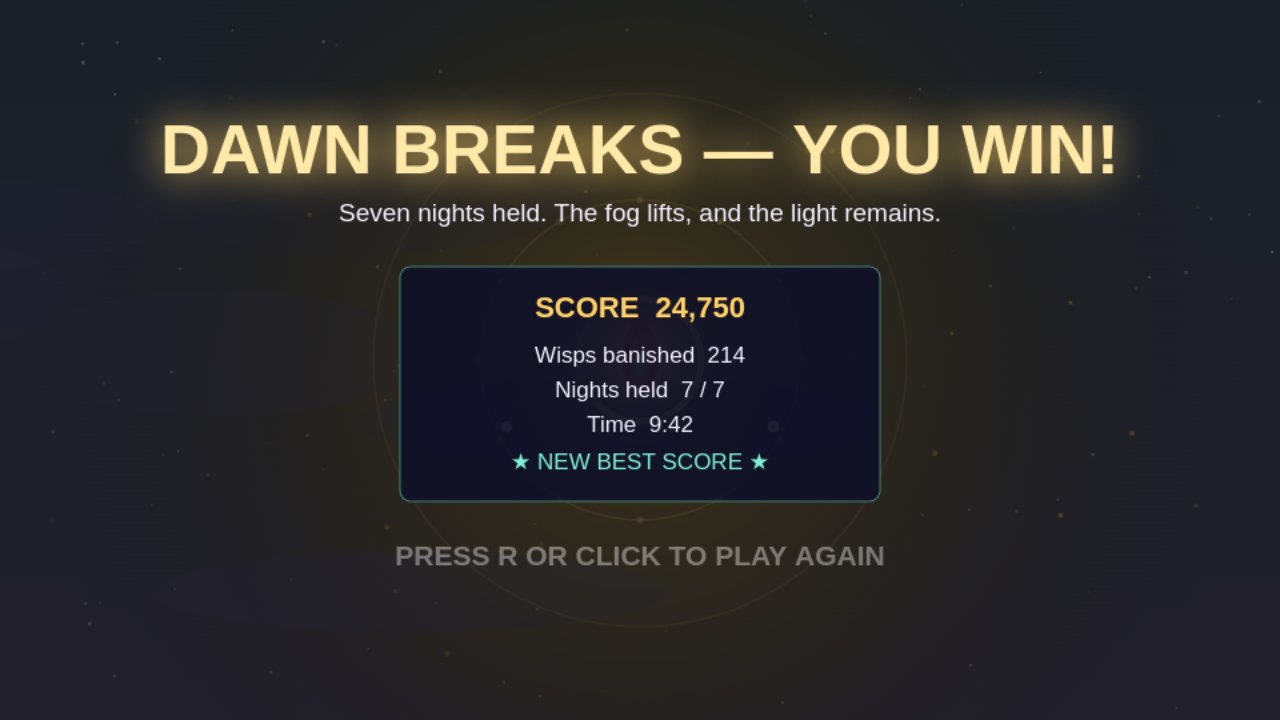 DAWN BREAKS — YOU WIN!
Seven nights held. The fog lifts, and the light remains.
SCORE 24,750
Wisps banished 214
Nights held 7 / 7
Time 9:42
★ NEW BEST SCORE ★
PRESS R OR CLICK TO PLAY AGAIN